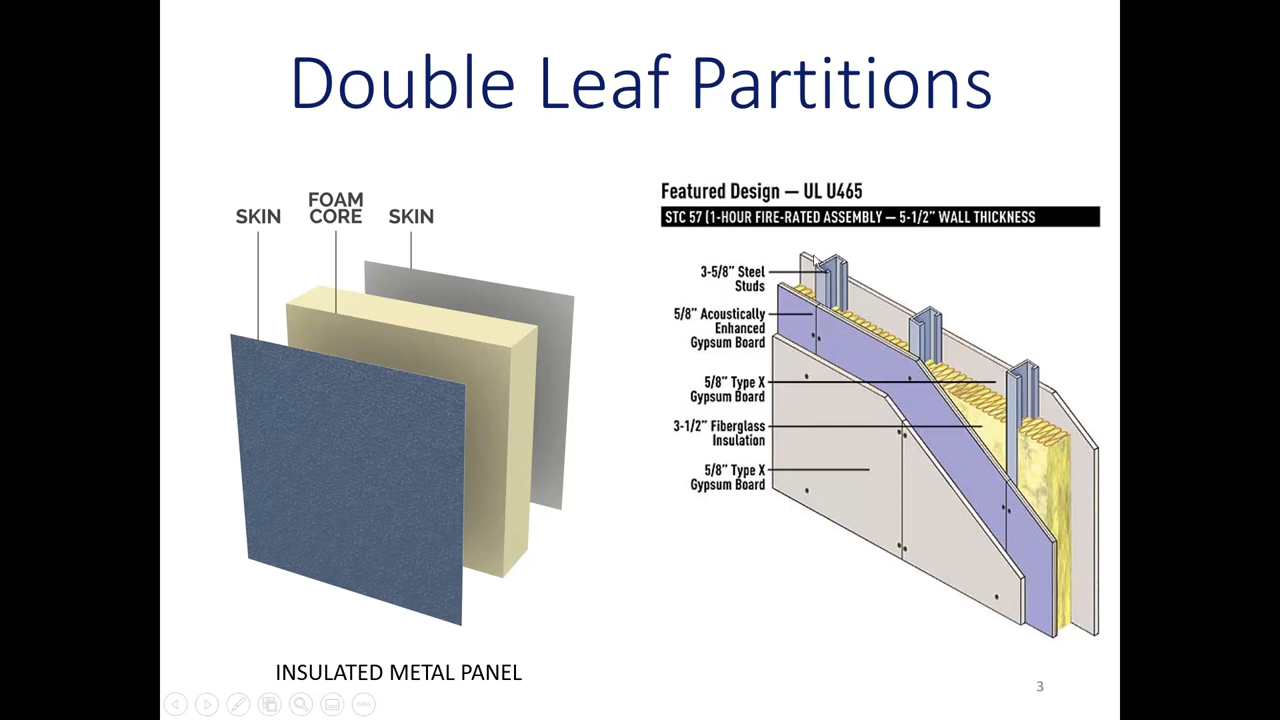 Double Leaf Partitions
SKIN
FOAM
CORE
SKIN
INSULATED METAL PANEL
Featured Design — UL U465
STC 57 (1-HOUR FIRE-RATED ASSEMBLY — 5-1/2" WALL THICKNESS
3-5/8" Steel
Studs
5/8" Acoustically
Enhanced
Gypsum Board
5/8" Type X
Gypsum Board
3-1/2" Fiberglass
Insulation
5/8" Type X
Gypsum Board
3